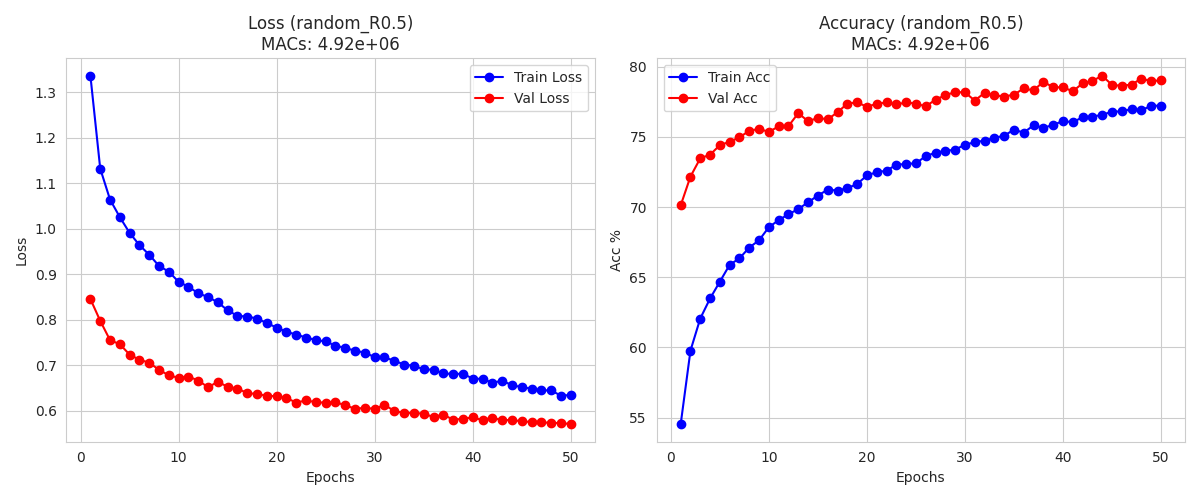 Loss (random_R0.5)
MACs: 4.92e+06
Train Loss
Val Loss
1.3
1.2
1.1
1.0
0.9
0.8
0.7
0.6
Loss
0 10 20 30 40 50
Epochs
Accuracy (random_R0.5)
MACs: 4.92e+06
Train Acc
Val Acc
80
75
70
65
60
55
Acc %
0 10 20 30 40 50
Epochs